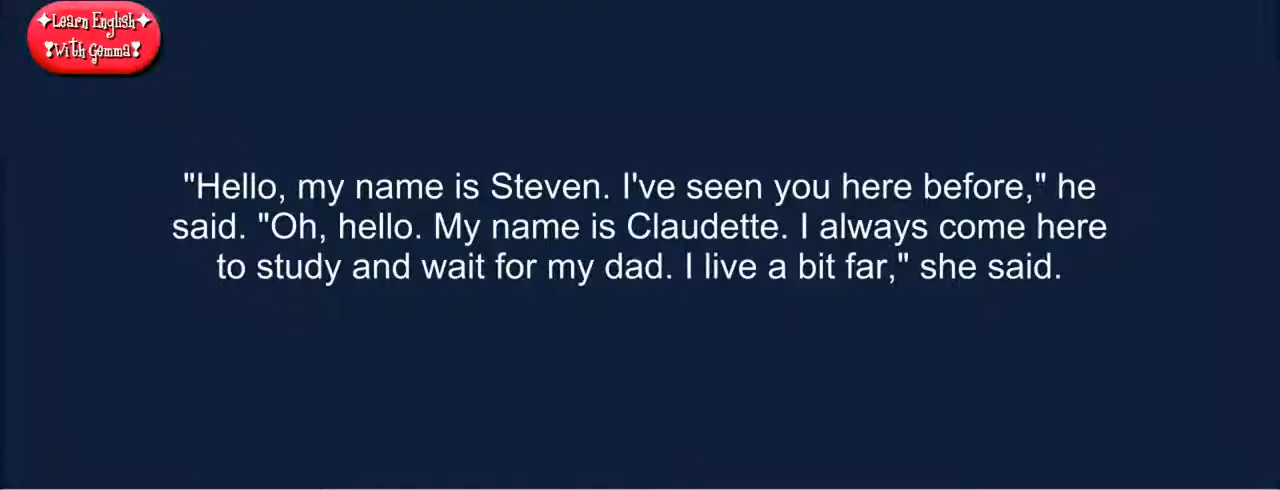 ✦Learn English✦
❣With Gemma❣
"Hello, my name is Steven. I've seen you here before," he
said. "Oh, hello. My name is Claudette. I always come here
to study and wait for my dad. I live a bit far," she said.